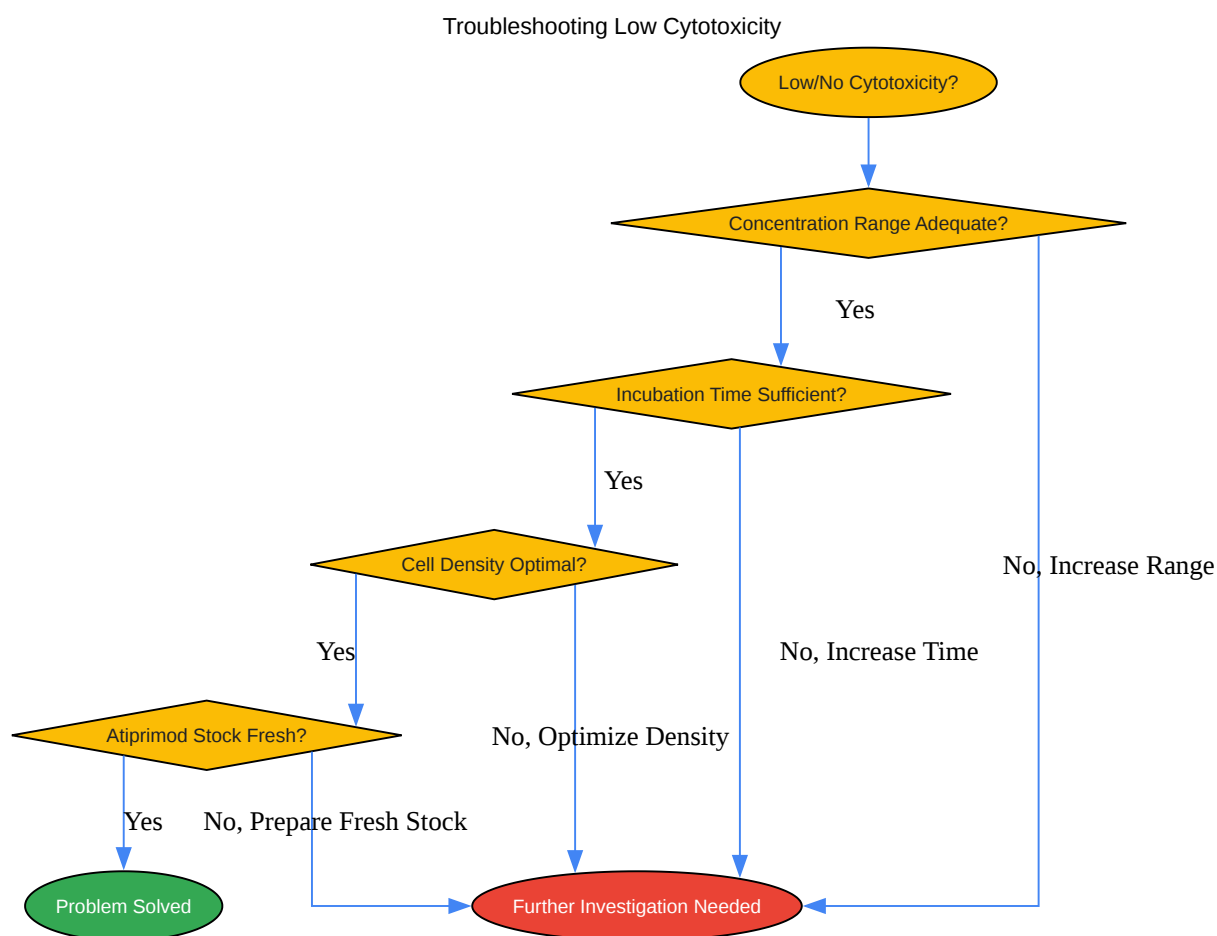 Troubleshooting Low Cytotoxicity
Low/No Cytotoxicity?
Concentration Range Adequate?
Yes
Incubation Time Sufficient?
Yes
Cell Density Optimal?
No, Increase Range
Yes
No, Increase Time
Atiprimod Stock Fresh?
No, Optimize Density
Yes
No, Prepare Fresh Stock
Problem Solved
Further Investigation Needed